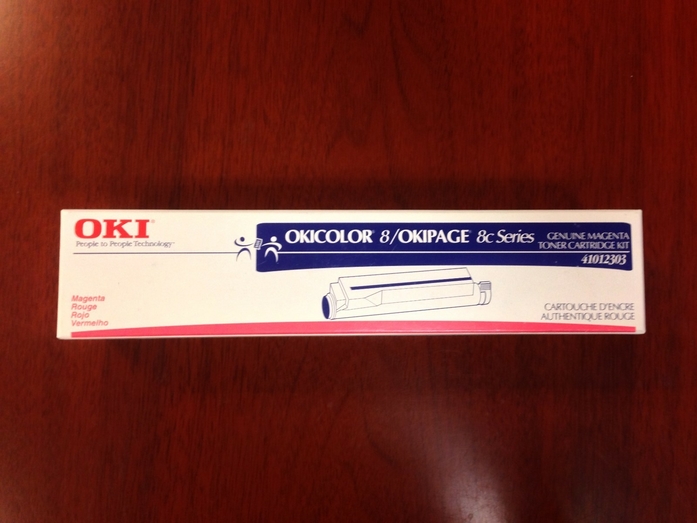 OKI®
People to People Technology™
OKICOLOR® 8/OKIPAGE® 8c Series
GENUINE MAGENTA
TONER CARTRIDGE KIT
41012303
Magenta
Rouge
Rojo
Vermelho
CARTOUCHE D'ENCRE
AUTHENTIQUE ROUGE